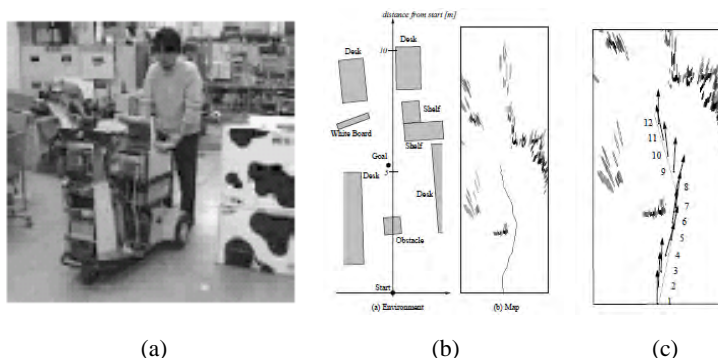 distance from start [m]
10
Desk
Desk
Shelf
White Board
Shelf
Goal
5
Desk
Desk
Obstacle
Start
(a) Environment
(b) Map
12
11
10
9
8
7
6
5
4
3
2
1
(a)
(b)
(c)